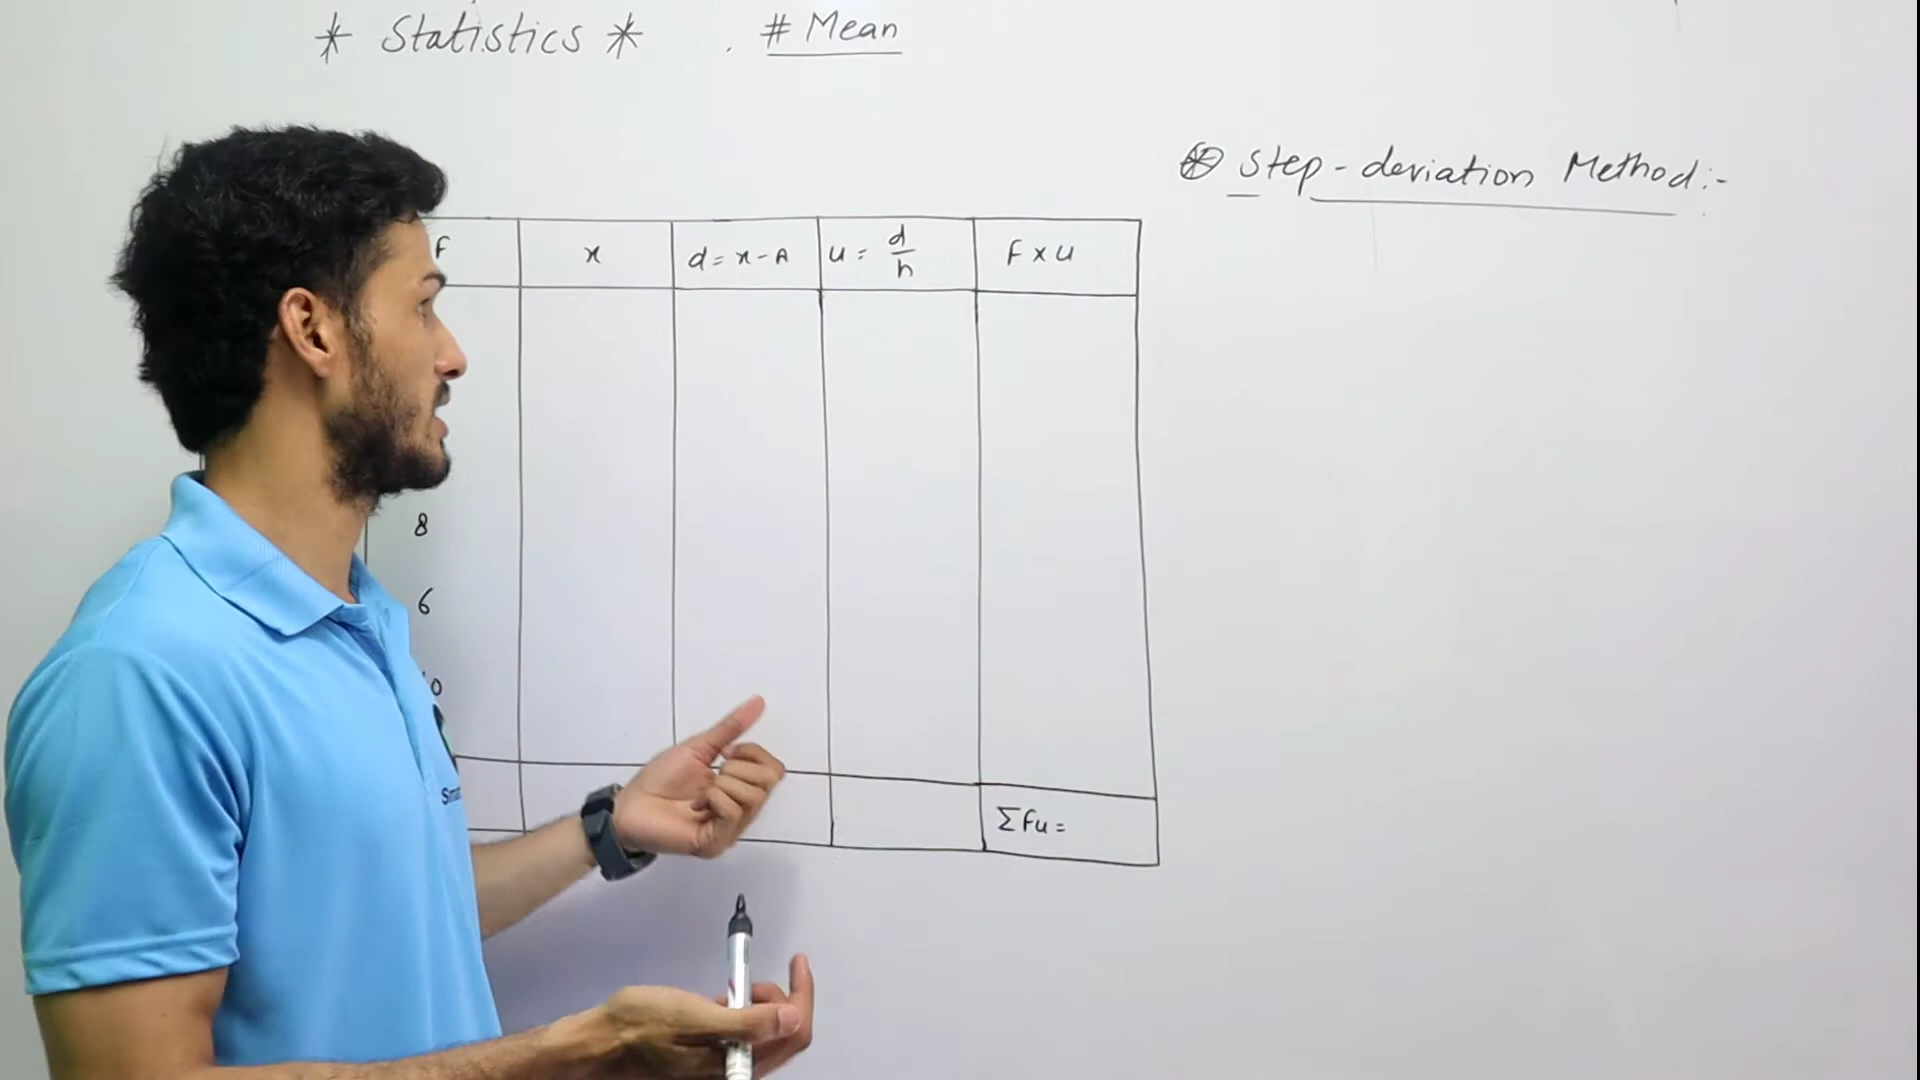 * Statistics * # Mean
⊛ Step-deviation Method:-
f x d = x - A u = d/h f x u
8
6
Σfu =